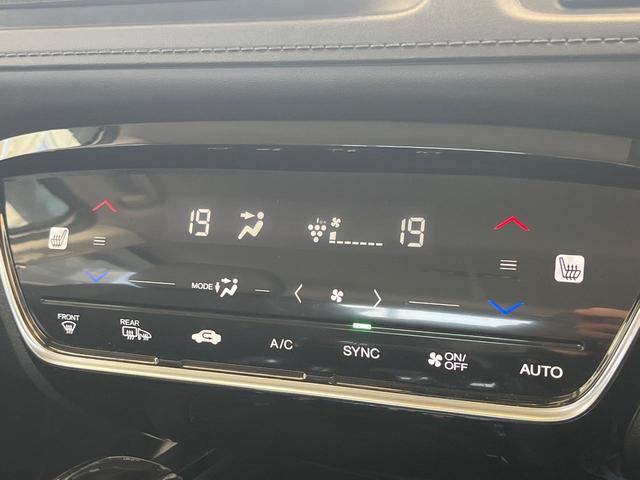 19 19
MODE
FRONT
REAR
A/C
SYNC
ON/
OFF
AUTO